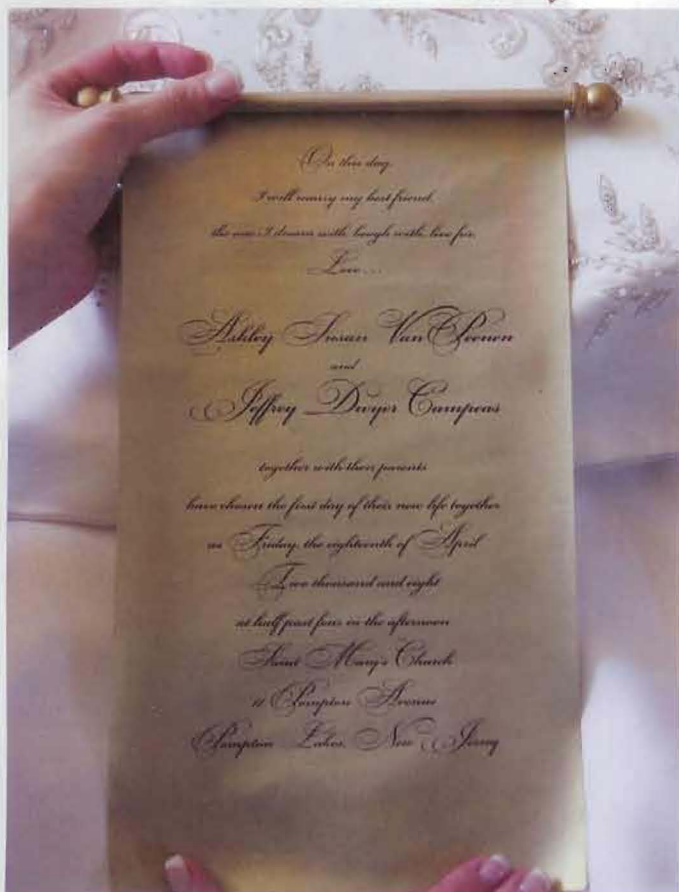 On this day
I will marry my best friend,
the one I dream with, laugh with, live for,
Love...
Ashley Susan Van
and
Jeffrey Dwyer Campeas
together with their parents
have chosen the first day of their new life together
as Friday, the eighteenth of April
Two thousand and eight
at half past four in the afternoon
Saint Mary's Church
Pompton Avenue
Pompton Lakes, New Jersey